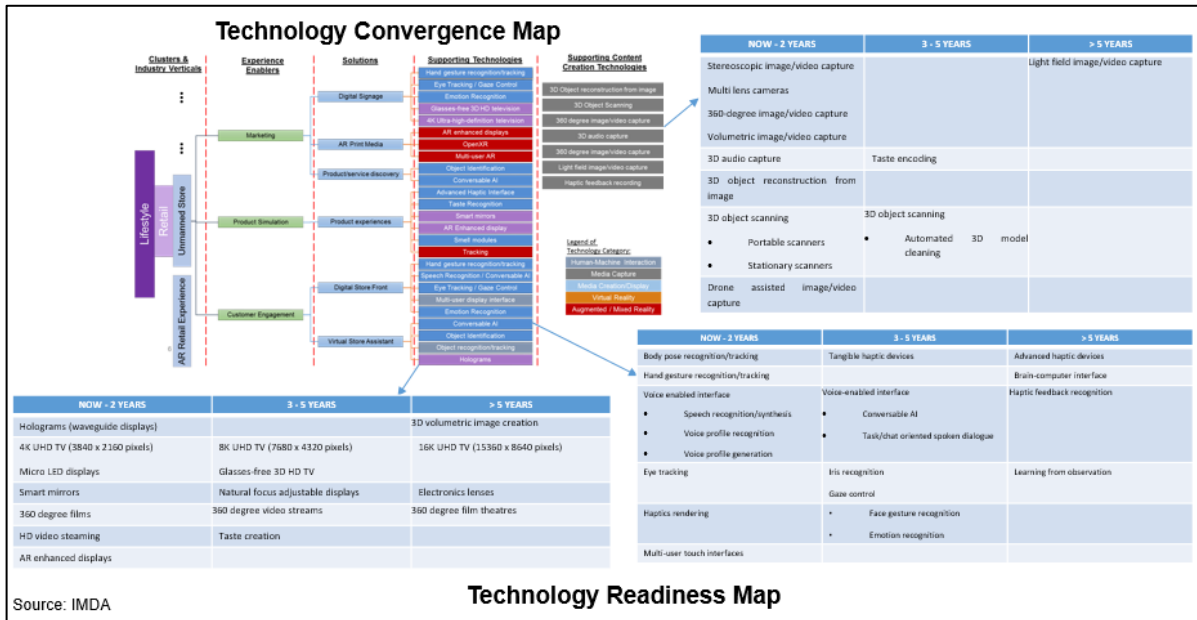 Technology Convergence Map
Clusters &
Industry Verticals
Experience
Enablers
Solutions
Supporting Technologies
Supporting Content
Creation Technologies
Lifestyle
Retail
Unmanned Store
AR Retail Experience
Marketing
Product Simulation
Customer Engagement
Digital Signage
AR Print Media
Product/service discovery
Product experiences
Digital Store Front
Virtual Store Assistant
Hand gesture recognition/tracking
Eye Tracking / Gaze Control
Emotion Recognition
Glasses-free 3D HD television
4K Ultra-high-definition television
AR enhanced displays
OpenXR
Multi-user AR
Object Identification
Conversable AI
Advanced Haptic Interface
Taste Recognition
Smart mirrors
AR Enhanced display
Smell modules
Tracking
Hand gesture recognition/tracking
Speech Recognition / Conversable AI
Eye Tracking / Gaze Control
Multi-user display interface
Emotion Recognition
Conversable AI
Object Identification
Object recognition/tracking
Holograms
3D Object reconstruction from image
3D Object Scanning
360 degree image/video capture
3D audio capture
360 degree image/video capture
Light field image/video capture
Haptic feedback recording
Legend of
Technology Category:
Human-Machine Interaction
Media Capture
Media Creation/Display
Virtual Reality
Augmented / Mixed Reality
NOW - 2 YEARS
3 - 5 YEARS
> 5 YEARS
Stereoscopic image/video capture
Multi lens cameras
360-degree image/video capture
Volumetric image/video capture
Light field image/video capture
3D audio capture
Taste encoding
3D object reconstruction from
image
3D object scanning
• Portable scanners
• Stationary scanners
3D object scanning
• Automated 3D model
cleaning
Drone assisted image/video
capture
NOW - 2 YEARS
3 - 5 YEARS
> 5 YEARS
Body pose recognition/tracking
Tangible haptic devices
Advanced haptic devices
Hand gesture recognition/tracking
Brain-computer interface
Voice enabled interface
• Speech recognition/synthesis
• Voice profile recognition
• Voice profile generation
Voice-enabled interface
• Conversable AI
• Task/chat oriented spoken dialogue
Haptic feedback recognition
Eye tracking
Iris recognition
Gaze control
Learning from observation
Haptics rendering
• Face gesture recognition
• Emotion recognition
Multi-user touch interfaces
NOW - 2 YEARS
3 - 5 YEARS
> 5 YEARS
Holograms (waveguide displays)
3D volumetric image creation
4K UHD TV (3840 x 2160 pixels)
8K UHD TV (7680 x 4320 pixels)
16K UHD TV (15360 x 8640 pixels)
Micro LED displays
Glasses-free 3D HD TV
Smart mirrors
Natural focus adjustable displays
Electronics lenses
360 degree films
360 degree video streams
360 degree film theatres
HD video steaming
Taste creation
AR enhanced displays
Technology Readiness Map
Source: IMDA